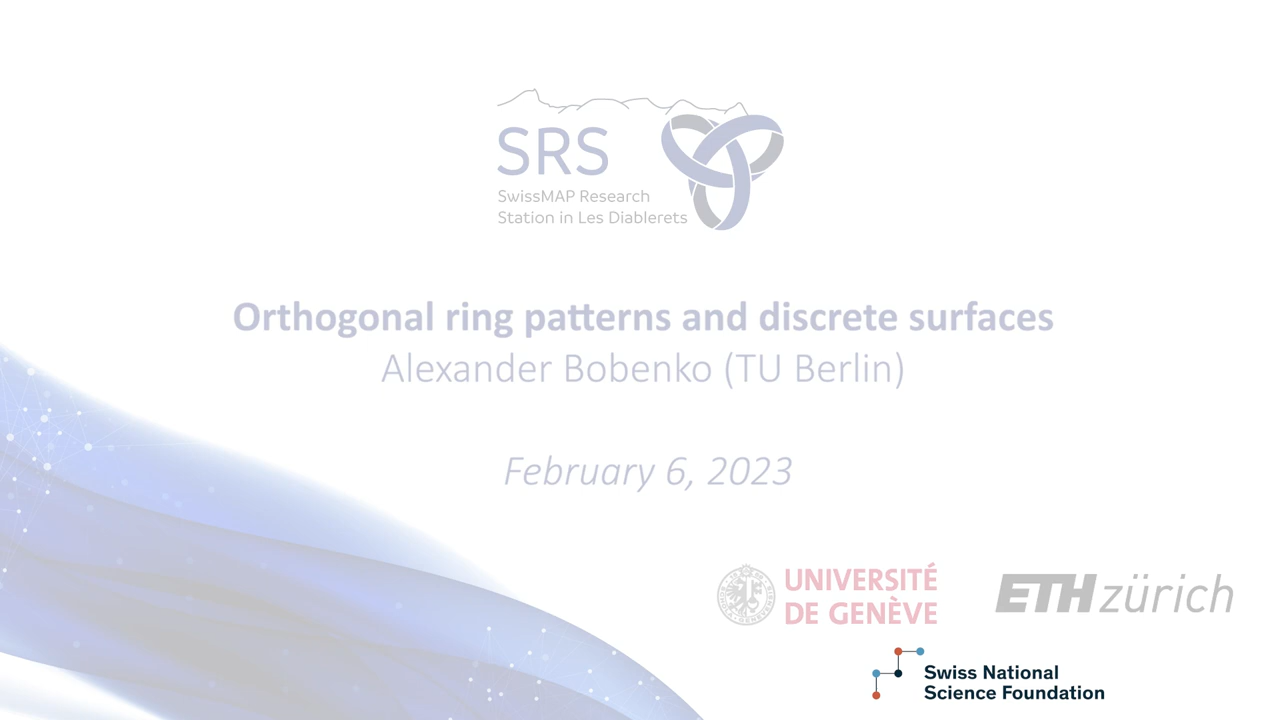 SRS
SwissMAP Research
Station in Les Diablerets
Orthogonal ring patterns and discrete surfaces
Alexander Bobenko (TU Berlin)
February 6, 2023
UNIVERSITÉ
DE GENÈVE
ETH zürich
Swiss National
Science Foundation